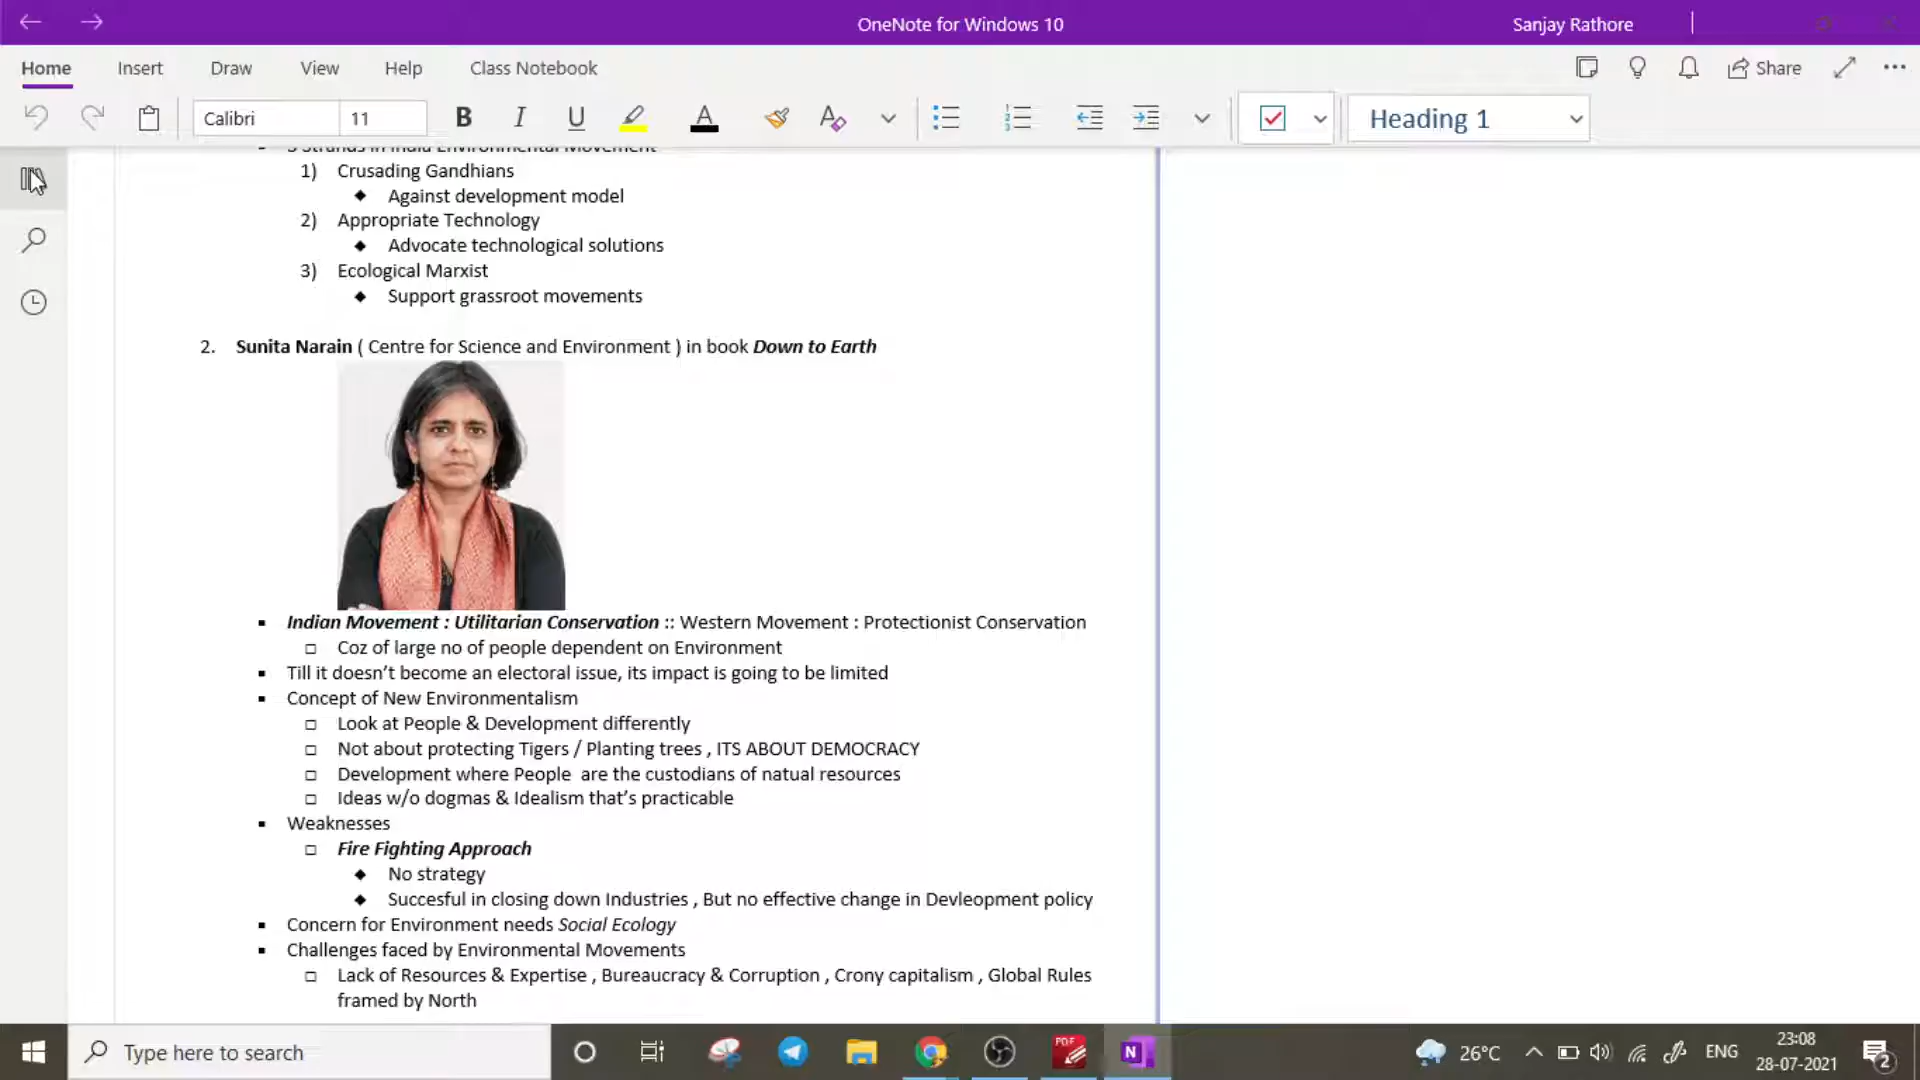 OneNote for Windows 10
Sanjay Rathore
Home Insert Draw View Help Class Notebook
Share
Calibri 11 B I U A A Heading 1
3 Strands in India Environmental Movement
1) Crusading Gandhians
Against development model
2) Appropriate Technology
Advocate technological solutions
3) Ecological Marxist
Support grassroot movements
2. Sunita Narain ( Centre for Science and Environment ) in book Down to Earth
Indian Movement : Utilitarian Conservation :: Western Movement : Protectionist Conservation
Coz of large no of people dependent on Environment
Till it doesn't become an electoral issue, its impact is going to be limited
Concept of New Environmentalism
Look at People & Development differently
Not about protecting Tigers / Planting trees , ITS ABOUT DEMOCRACY
Development where People are the custodians of natual resources
Ideas w/o dogmas & Idealism that's practicable
Weaknesses
Fire Fighting Approach
No strategy
Succesful in closing down Industries , But no effective change in Devleopment policy
Concern for Environment needs Social Ecology
Challenges faced by Environmental Movements
Lack of Resources & Expertise , Bureaucracy & Corruption , Crony capitalism , Global Rules
framed by North
Type here to search
PDF
N
26°C
ENG
23:08
28-07-2021
2